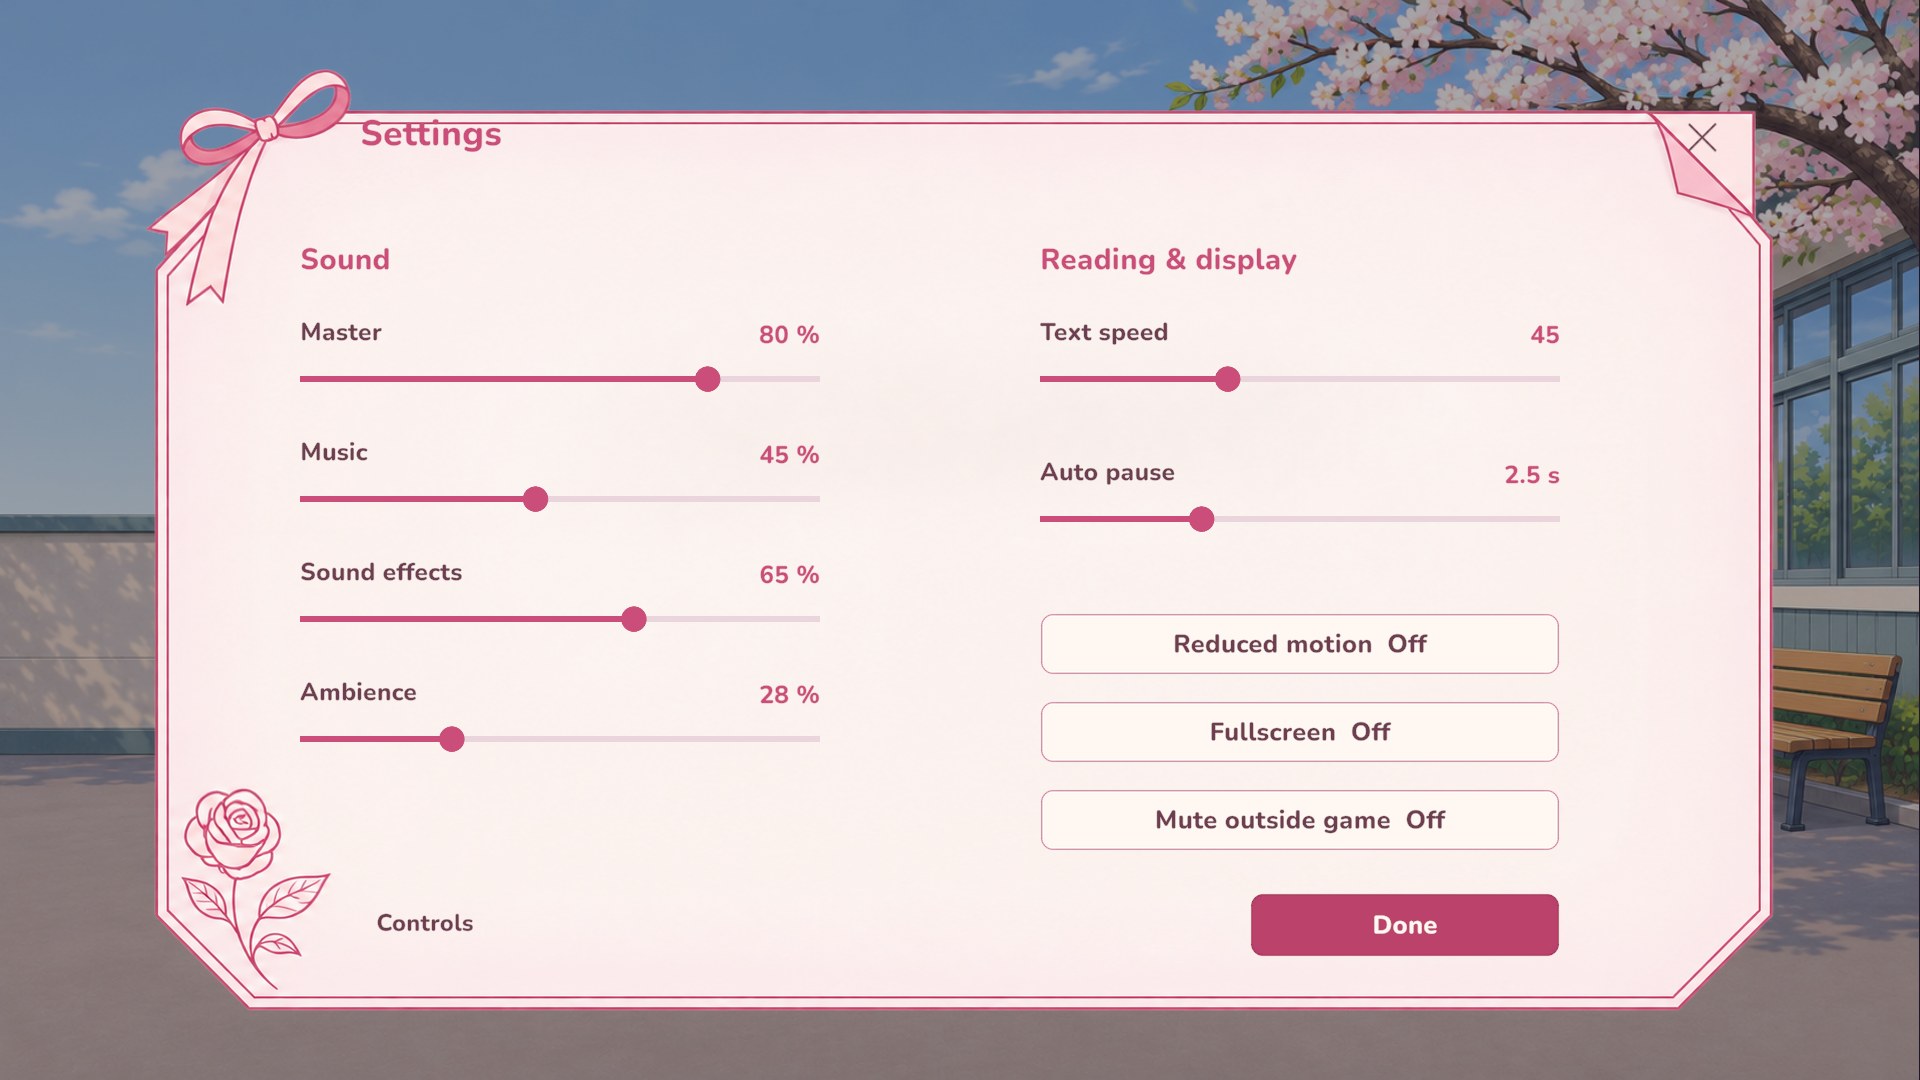 Settings
Sound
Master 80 %
Music 45 %
Sound effects 65 %
Ambience 28 %
Reading & display
Text speed 45
Auto pause 2.5 s
Reduced motion Off
Fullscreen Off
Mute outside game Off
Controls
Done